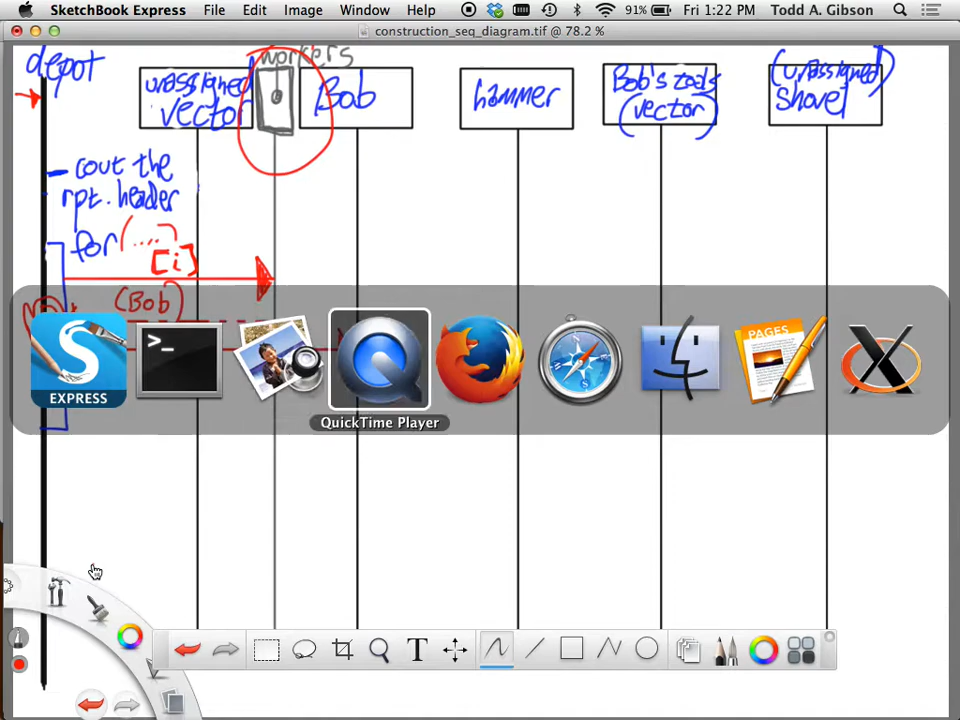 SketchBook Express File Edit Image Window Help 91% Fri 1:22 PM Todd A. Gibson
construction_seq_diagram.tif @ 78.2 %
depot
workers
unassigned
vector
Bob
hammer
Bob's tools
(vector)
(unassigned)
shovel
- cout the
rpt. header
for (....)
[i]
(Bob)
S
EXPRESS
>_
PAGES
X
QuickTime Player
T